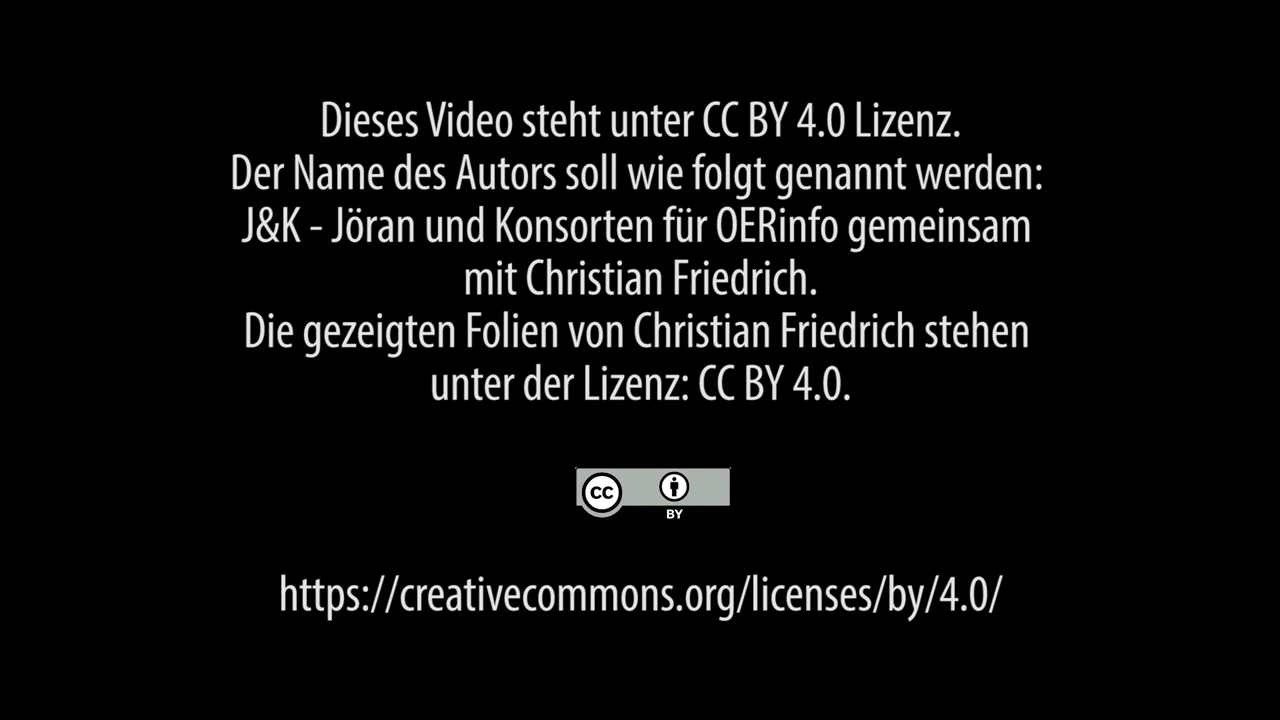 Dieses Video steht unter CC BY 4.0 Lizenz.
Der Name des Autors soll wie folgt genannt werden:
J&K - Jöran und Konsorten für OERinfo gemeinsam
mit Christian Friedrich.
Die gezeigten Folien von Christian Friedrich stehen
unter der Lizenz: CC BY 4.0.
CC
BY
https://creativecommons.org/licenses/by/4.0/